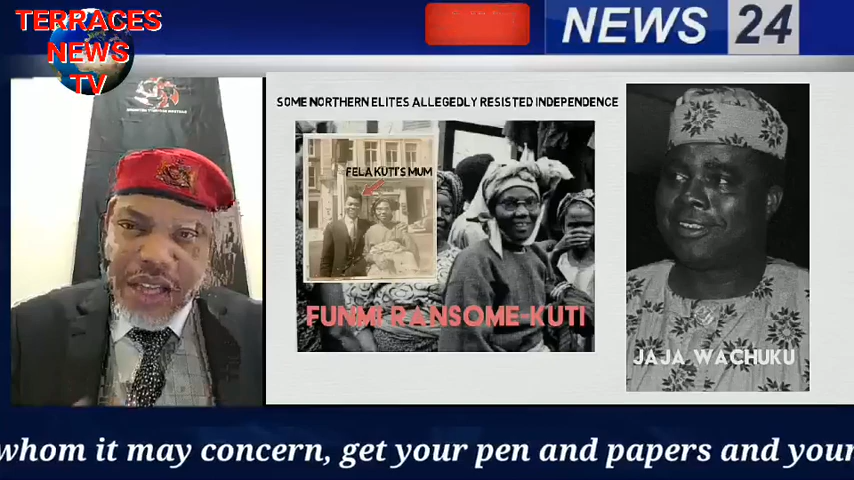 TERRACES
NEWS
TV
NEWS 24
SOME NORTHERN ELITES ALLEGEDLY RESISTED INDEPENDENCE
FELA KUTI'S MUM
FUNMI RANSOME-KUTI
JAJA WACHUKU
whom it may concern, get your pen and papers and your